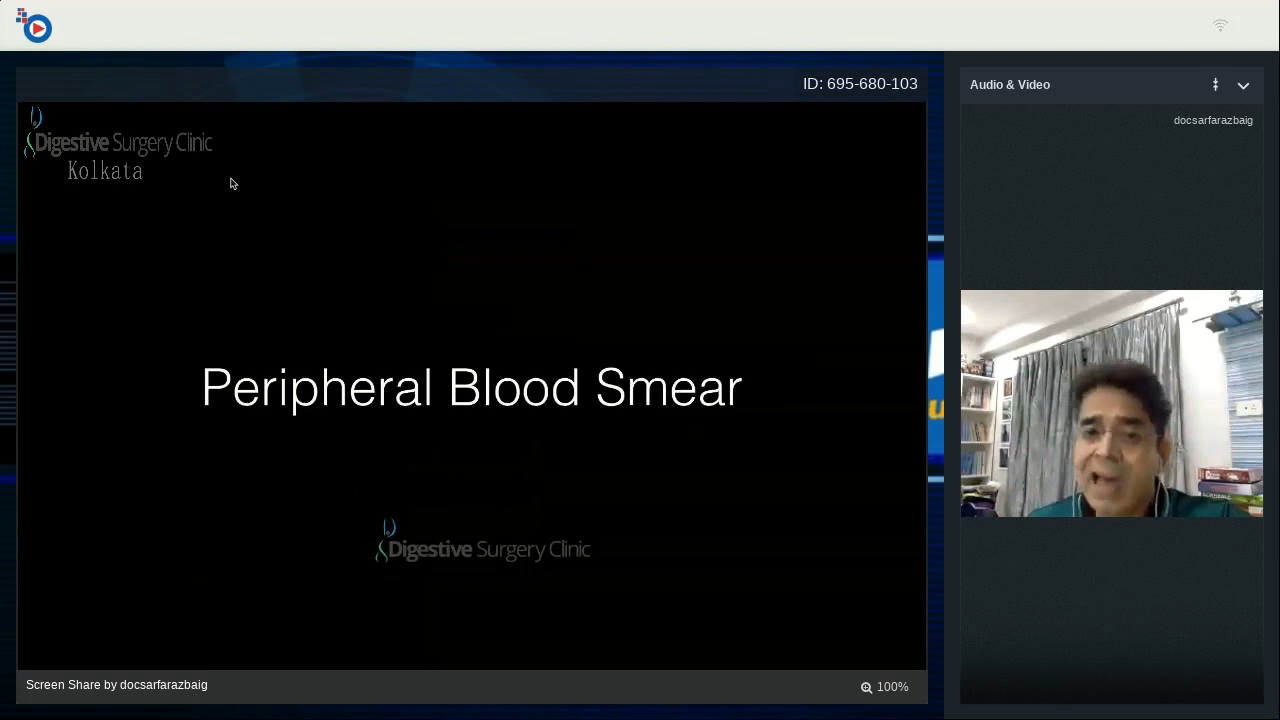 ID: 695-680-103
Digestive Surgery Clinic
Kolkata
Peripheral Blood Smear
Digestive Surgery Clinic
Screen Share by docsarfarazbaig
100%
Audio & Video
docsarfarazbaig